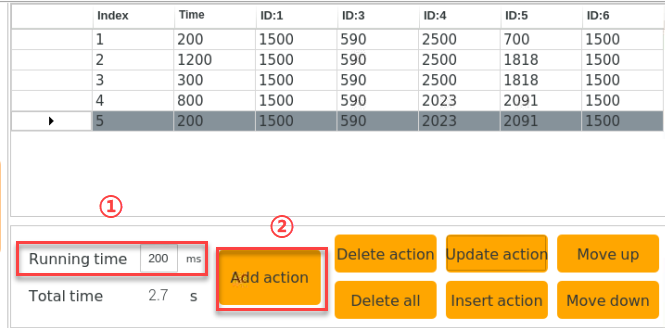 Index Time ID:1 ID:3 ID:4 ID:5 ID:6
1 200 1500 590 2500 700 1500
2 1200 1500 590 2500 1818 1500
3 300 1500 590 2500 1818 1500
4 800 1500 590 2023 2091 1500
5 200 1500 590 2023 2091 1500
① ②
Running time 200 ms
Add action
Delete action Update action Move up
Total time 2.7 s
Delete all Insert action Move down